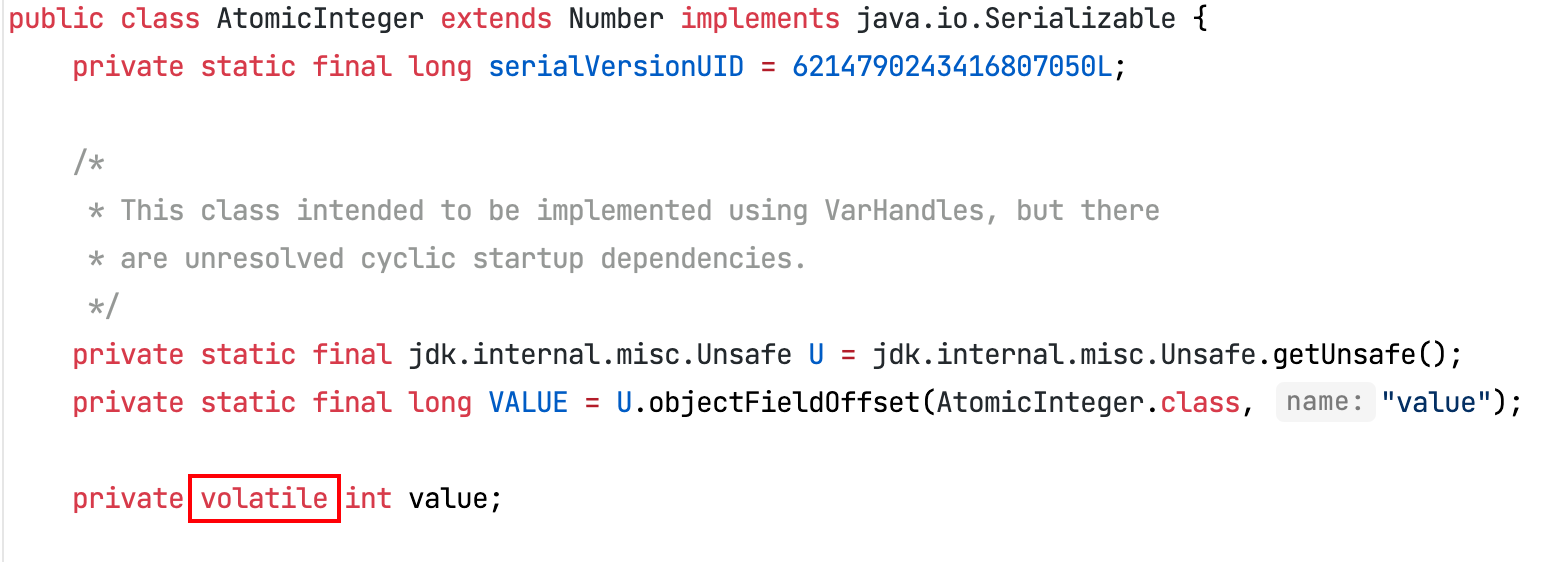 public class AtomicInteger extends Number implements java.io.Serializable {
private static final long serialVersionUID = 6214790243416807050L;
/*
* This class intended to be implemented using VarHandles, but there
* are unresolved cyclic startup dependencies.
*/
private static final jdk.internal.misc.Unsafe U = jdk.internal.misc.Unsafe.getUnsafe();
private static final long VALUE = U.objectFieldOffset(AtomicInteger.class, name: "value");
private volatile int value;